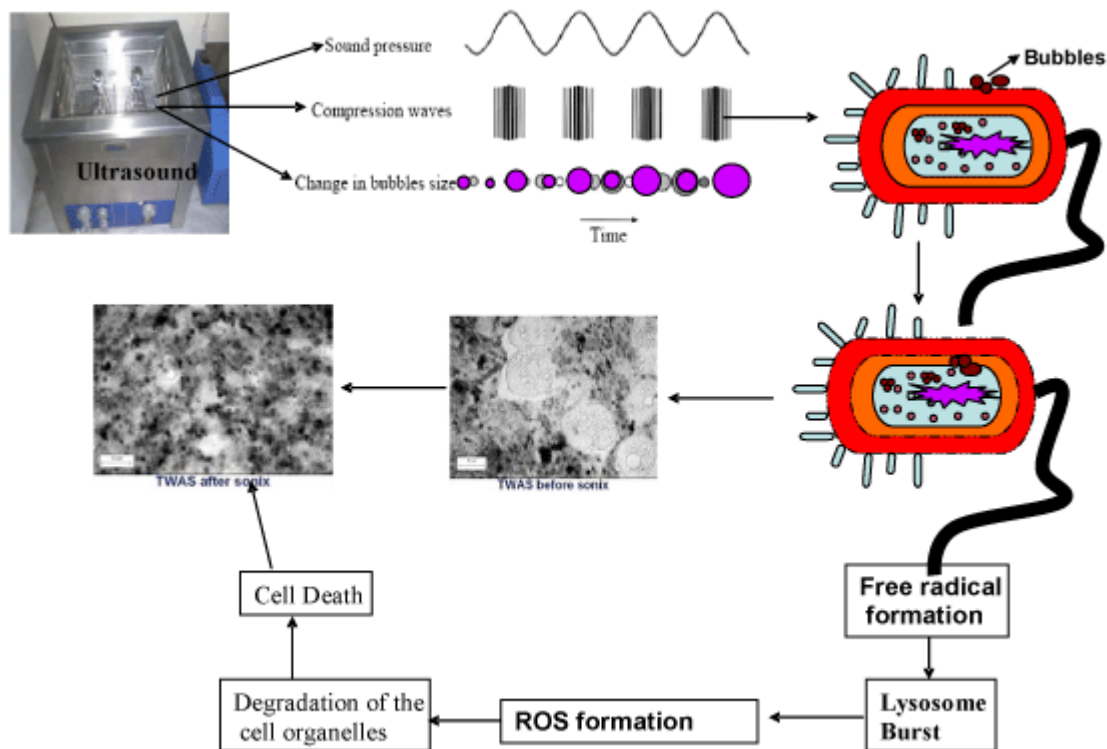 Sound pressure
Bubbles
Compression waves
Ultrasound
Change in bubbles size
Time
TWAS after sonix
TWAS before sonix
Cell Death
Free radical
formation
Degradation of the
cell organelles
ROS formation
Lysosome
Burst